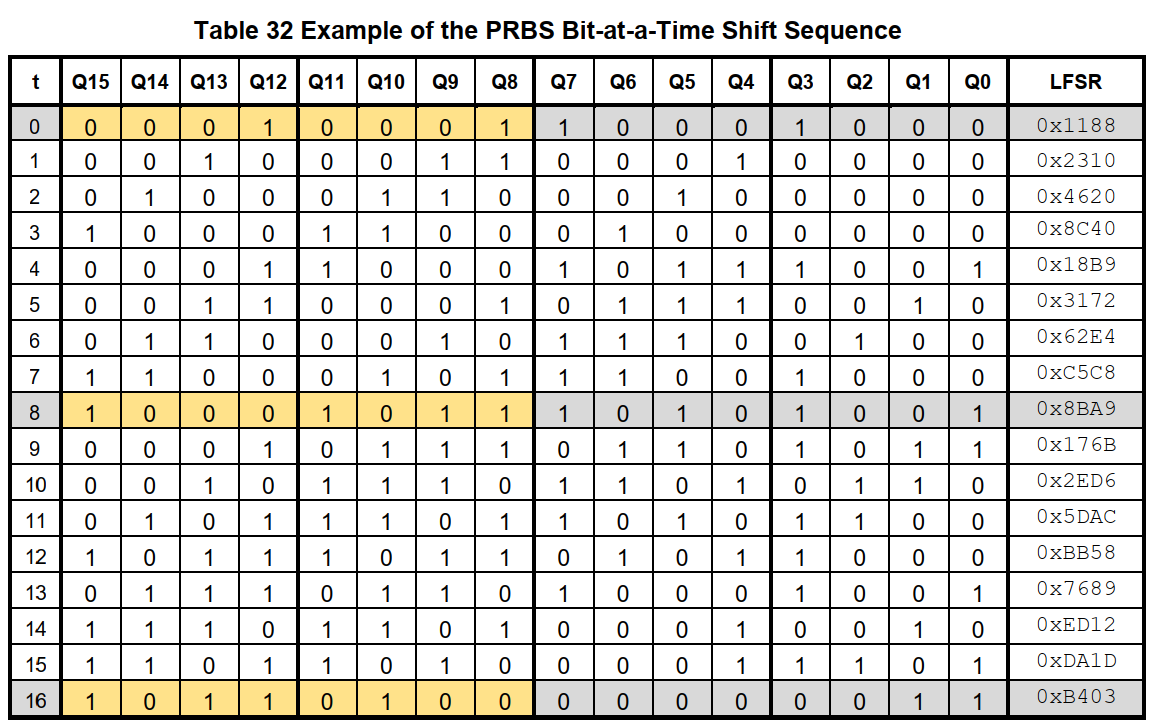 Table 32 Example of the PRBS Bit-at-a-Time Shift Sequence
t Q15 Q14 Q13 Q12 Q11 Q10 Q9 Q8 Q7 Q6 Q5 Q4 Q3 Q2 Q1 Q0 LFSR
0 0 0 0 1 0 0 0 1 1 0 0 0 1 0 0 0 0x1188
1 0 0 1 0 0 0 1 1 0 0 0 1 0 0 0 0 0x2310
2 0 1 0 0 0 1 1 0 0 0 1 0 0 0 0 0 0x4620
3 1 0 0 0 1 1 0 0 0 1 0 0 0 0 0 0 0x8C40
4 0 0 0 1 1 0 0 0 1 0 1 1 1 0 0 1 0x18B9
5 0 0 1 1 0 0 0 1 0 1 1 1 0 0 1 0 0x3172
6 0 1 1 0 0 0 1 0 1 1 1 0 0 1 0 0 0x62E4
7 1 1 0 0 0 1 0 1 1 1 0 0 1 0 0 0 0xC5C8
8 1 0 0 0 1 0 1 1 1 0 1 0 1 0 0 1 0x8BA9
9 0 0 0 1 0 1 1 1 0 1 1 0 1 0 1 1 0x176B
10 0 0 1 0 1 1 1 0 1 1 0 1 0 1 1 0 0x2ED6
11 0 1 0 1 1 1 0 1 1 0 1 0 1 1 0 0 0x5DAC
12 1 0 1 1 1 0 1 1 0 1 0 1 1 0 0 0 0xBB58
13 0 1 1 1 0 1 1 0 1 0 0 0 1 0 0 1 0x7689
14 1 1 1 0 1 1 0 1 0 0 0 1 0 0 1 0 0xED12
15 1 1 0 1 1 0 1 0 0 0 0 1 1 1 0 1 0xDA1D
16 1 0 1 1 0 1 0 0 0 0 0 0 0 0 1 1 0xB403